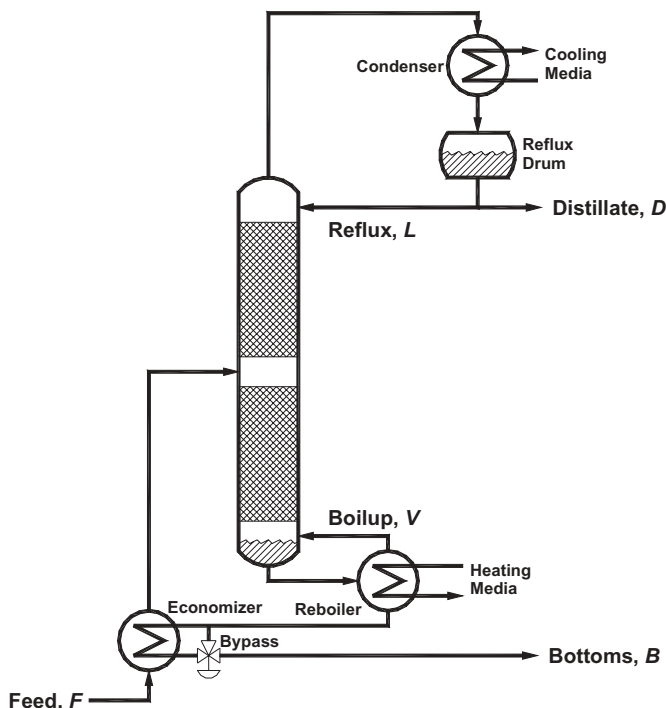 Condenser
Cooling
Media
Reflux
Drum
Distillate, D
Reflux, L
Boilup, V
Heating
Media
Economizer
Reboiler
Bypass
Bottoms, B
Feed, F